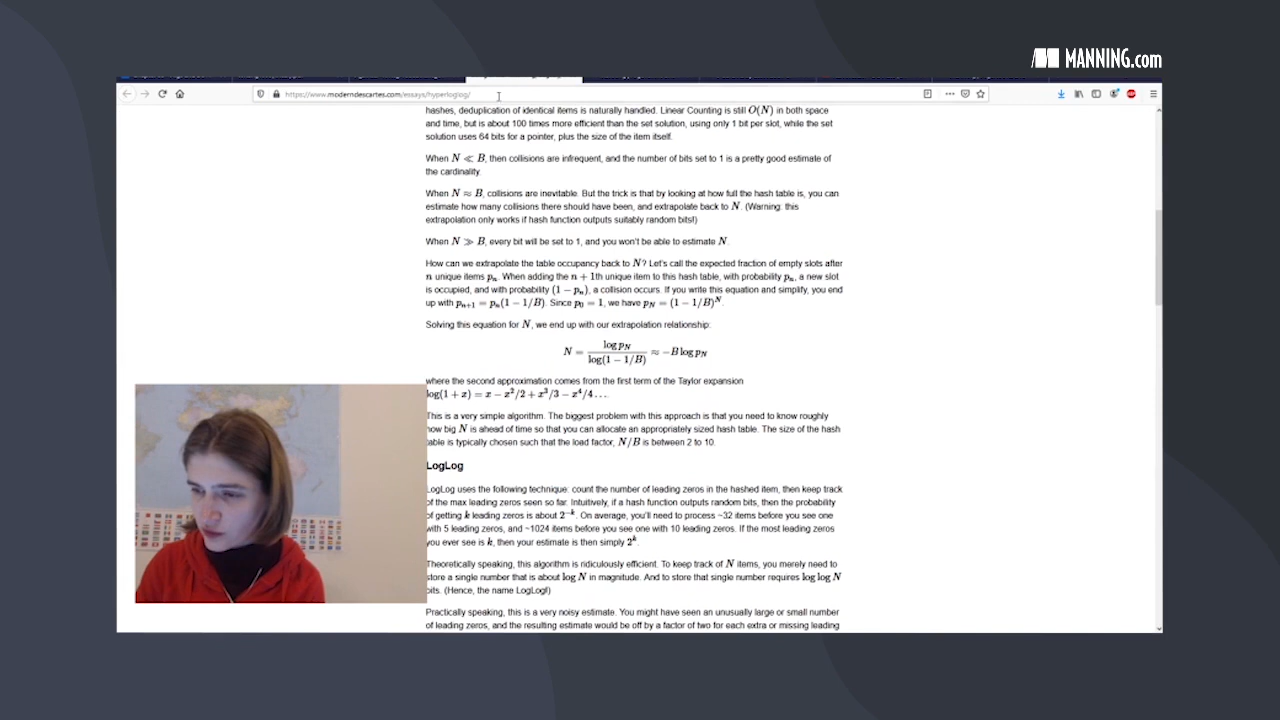 MANNING.com
https://www.moderndescartes.com/essays/hyperloglog/
hashes, deduplication of identical items is naturally handled. Linear Counting is still O(N) in both space
and time, but is about 100 times more efficient than the set solution, using only 1 bit per slot, while the set
solution uses 64 bits for a pointer, plus the size of the item itself.
When N ≪ B, then collisions are infrequent, and the number of bits set to 1 is a pretty good estimate of
the cardinality.
When N ≈ B, collisions are inevitable. But the trick is that by looking at how full the hash table is, you can
estimate how many collisions there should have been, and extrapolate back to N. (Warning: this
extrapolation only works if hash function outputs suitably random bits!)
When N ≫ B, every bit will be set to 1, and you won't be able to estimate N.
How can we extrapolate the table occupancy back to N? Let's call the expected fraction of empty slots after
n unique items pₙ. When adding the n + 1th unique item to this hash table, with probability pₙ, a new slot
is occupied, and with probability (1 − pₙ), a collision occurs. If you write this equation and simplify, you end
up with pₙ₊₁ = pₙ(1 − 1/B). Since p₀ = 1, we have p_N = (1 − 1/B)^N.
Solving this equation for N, we end up with our extrapolation relationship:
N = log p_N / log(1 − 1/B) ≈ −B log p_N
where the second approximation comes from the first term of the Taylor expansion
log(1 + x) = x − x²/2 + x³/3 − x⁴/4 . . .
This is a very simple algorithm. The biggest problem with this approach is that you need to know roughly
how big N is ahead of time so that you can allocate an appropriately sized hash table. The size of the hash
table is typically chosen such that the load factor, N/B is between 2 to 10.
LogLog
LogLog uses the following technique: count the number of leading zeros in the hashed item, then keep track
of the max leading zeros seen so far. Intuitively, if a hash function outputs random bits, then the probability
of getting k leading zeros is about 2⁻ᵏ. On average, you'll need to process ~32 items before you see one
with 5 leading zeros, and ~1024 items before you see one with 10 leading zeros. If the most leading zeros
you ever see is k, then your estimate is then simply 2ᵏ.
Theoretically speaking, this algorithm is ridiculously efficient. To keep track of N items, you merely need to
store a single number that is about log N in magnitude. And to store that single number requires log log N
bits. (Hence, the name LogLog!)
Practically speaking, this is a very noisy estimate. You might have seen an unusually large or small number
of leading zeros, and the resulting estimate would be off by a factor of two for each extra or missing leading